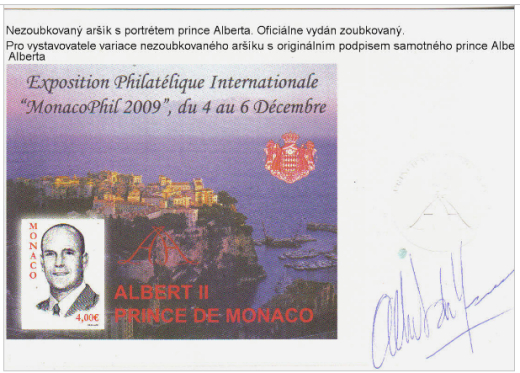 Nezoubkovaný aršík s portrétem prince Alberta. Oficiálne vydán zoubkovaný.
Pro vystavovatele variace nezoubkovaného aršíku s originálním podpisem samotného prince Albe
Alberta
Exposition Philatélique Internationale
"MonacoPhil 2009", du 4 au 6 Décembre
MONACO
4,00€
ALBERT II
PRINCE DE MONACO